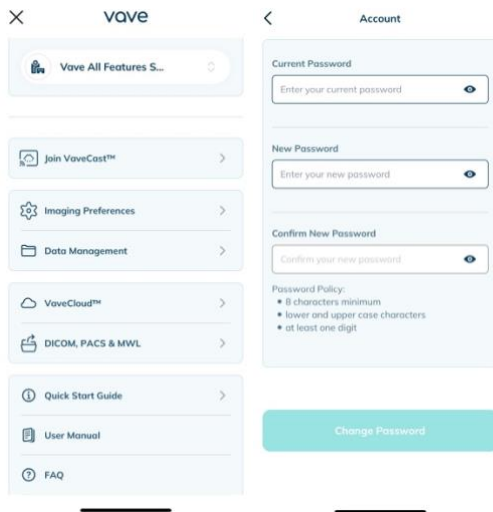 vave
Vave All Features S...
Join VaveCast™
Imaging Preferences
Data Management
VaveCloud™
DICOM, PACS & MWL
Quick Start Guide
User Manual
FAQ
Account
Current Password
Enter your current password
New Password
Enter your new password
Confirm New Password
Confirm your new password
Password Policy:
• 8 characters minimum
• lower and upper case characters
• at least one digit
Change Password